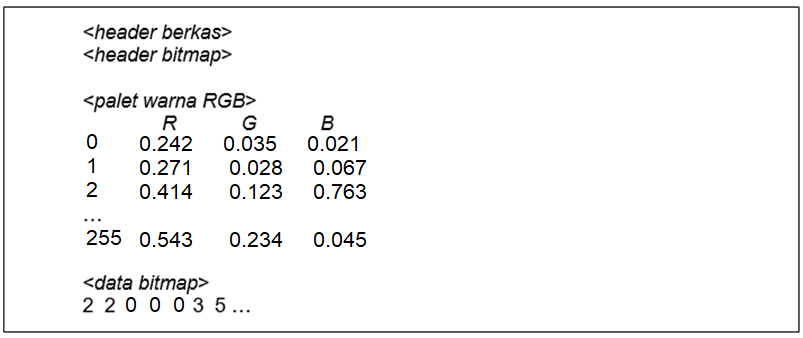 <header berkas>
<header bitmap>
<palet warna RGB>
R G B
0 0.242 0.035 0.021
1 0.271 0.028 0.067
2 0.414 0.123 0.763
...
255 0.543 0.234 0.045
<data bitmap>
2 2 0 0 0 3 5 ...